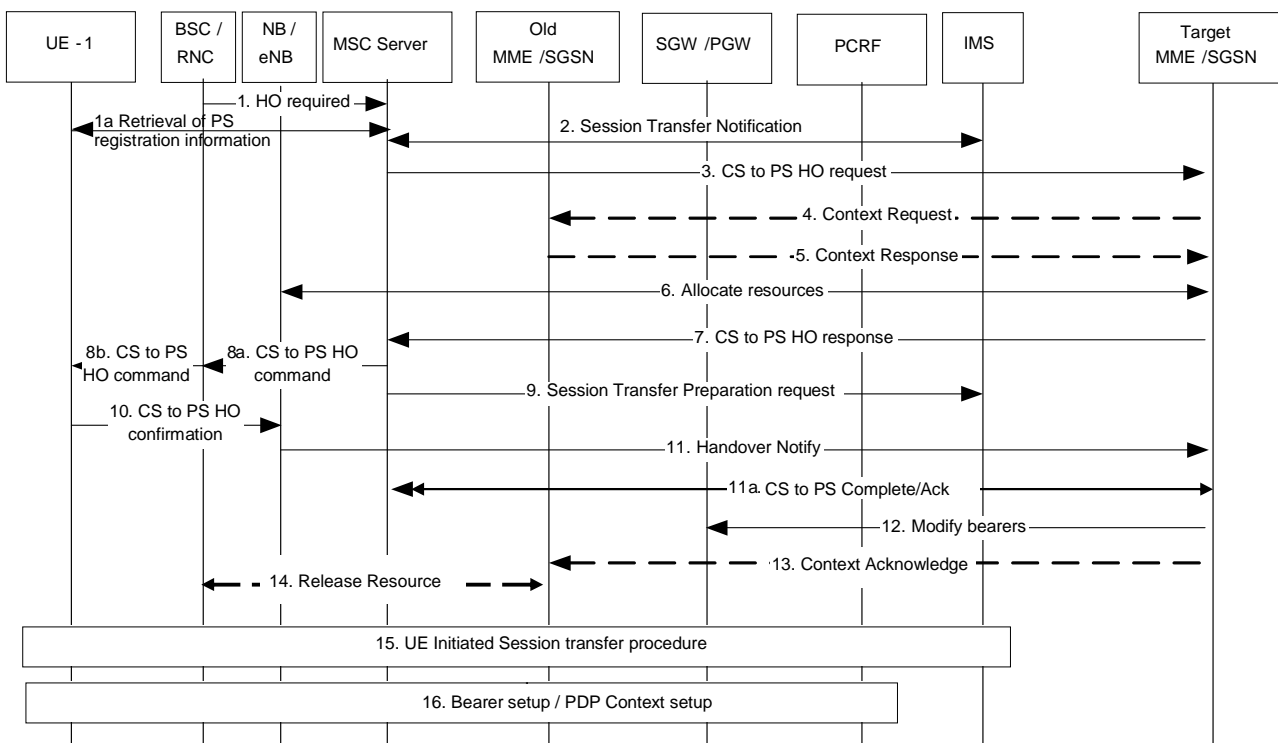 UE - 1
BSC /
RNC
NB /
eNB
MSC Server
Old
MME /SGSN
SGW /PGW
PCRF
IMS
Target
MME /SGSN
1. HO required
1a Retrieval of PS
registration information
2. Session Transfer Notification
3. CS to PS HO request
4. Context Request
5. Context Response
6. Allocate resources
7. CS to PS HO response
8b. CS to PS
HO command
8a. CS to PS HO
command
9. Session Transfer Preparation request
10. CS to PS HO
confirmation
11. Handover Notify
11a. CS to PS Complete/Ack
12. Modify bearers
13. Context Acknowledge
14. Release Resource
15. UE Initiated Session transfer procedure
16. Bearer setup / PDP Context setup